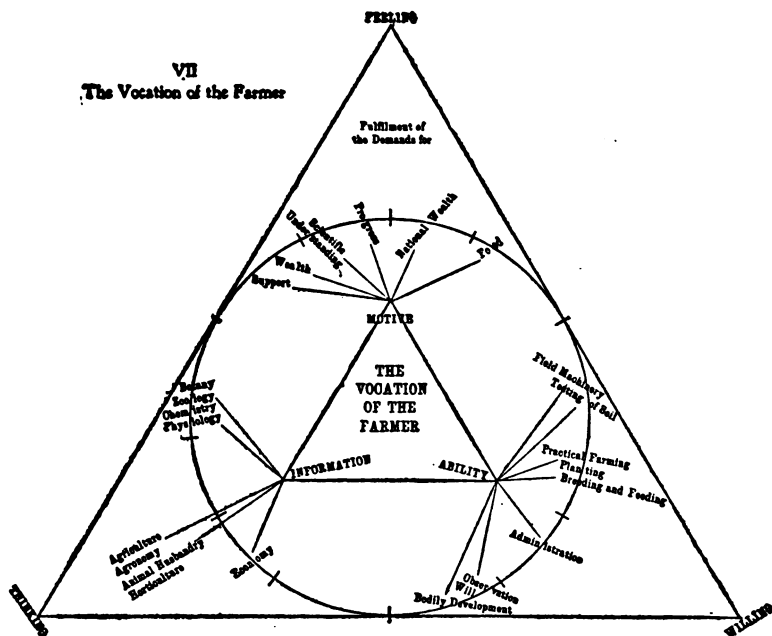 FEELING
VII
The Vocation of the Farmer
Fulfilment of
the Demands for
Support
Wealth
Scientific
Understanding
Progress
National Wealth
Food
MOTIVE
THE
VOCATION
OF THE
FARMER
Botany
Zoology
Chemistry
Physiology
INFORMATION
ABILITY
Field Machinery
Testing of Soil
Practical Farming
Planting
Breeding and Feeding
Administration
Agriculture
Agronomy
Animal Husbandry
Horticulture
Economy
Observation
Will
Bodily Development
THINKING
WILLING